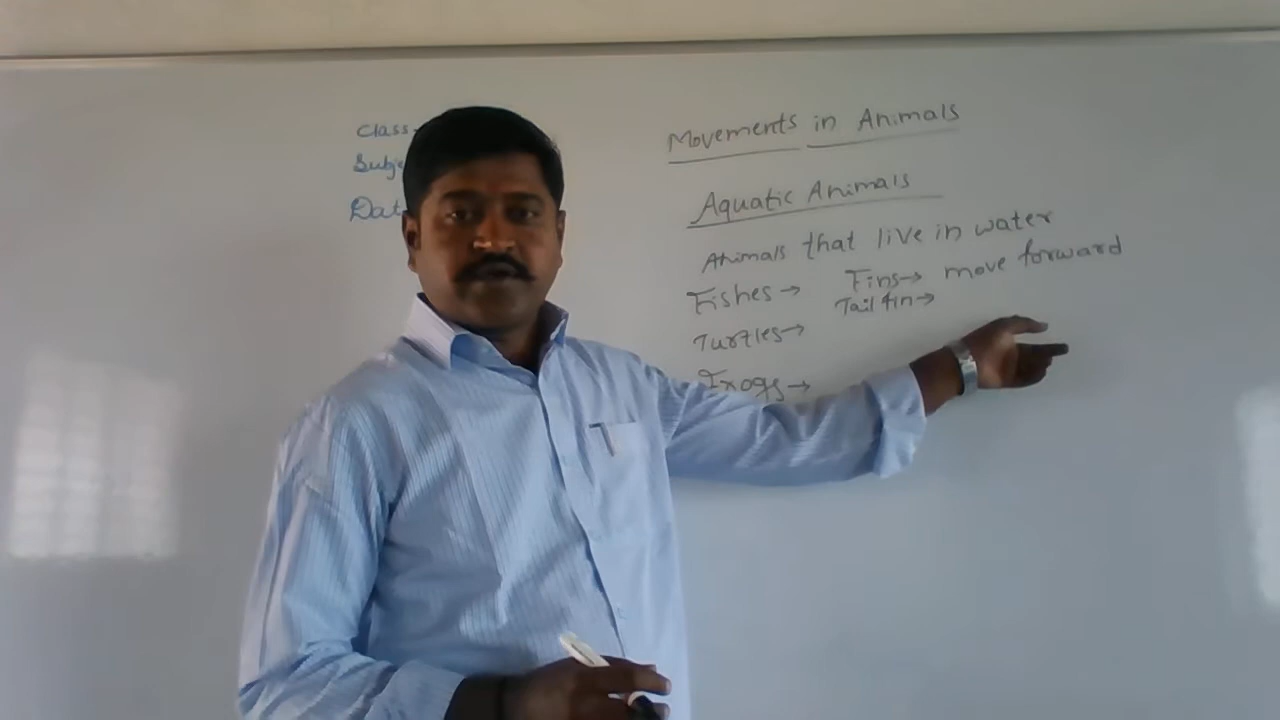 Class-
Subje
Dat
Movements in Animals
Aquatic Animals
Animals that live in water
Fishes → Fins → move forward
Tail fin →
Turtles →
Frogs →